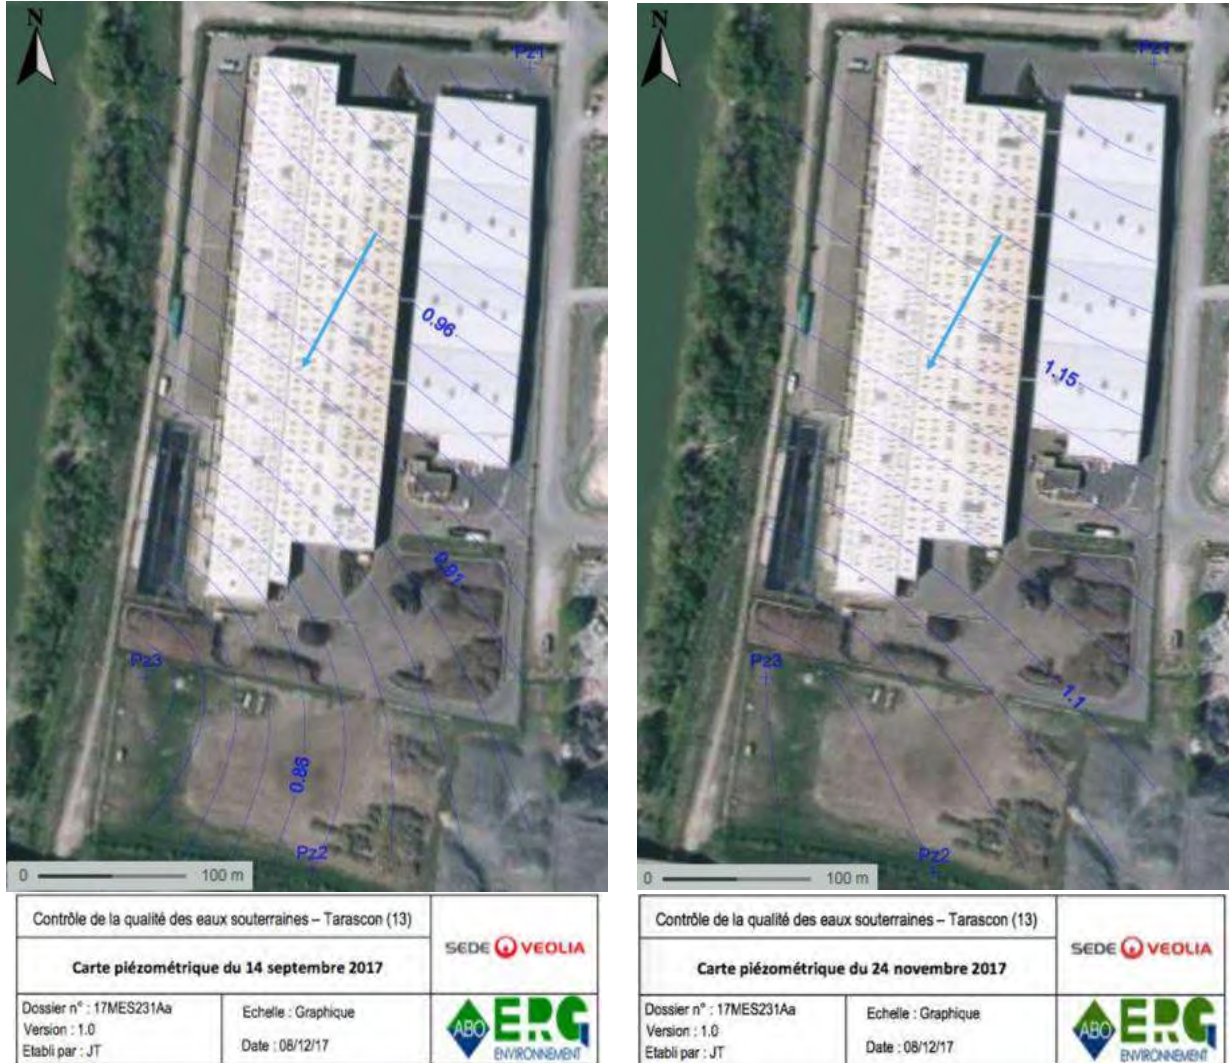 N
Pz1
0.96
0.91
Pz3
0.86
Pz2
0
100 m
Contrôle de la qualité des eaux souterraines – Tarascon (13)
Carte piézométrique du 14 septembre 2017
SEDE VEOLIA
Dossier n° : 17MES231Aa
Version : 1.0
Etabli par : JT
Echelle : Graphique
Date : 08/12/17
ABO ERG
ENVIRONNEMENT
N
Pz1
1.15
Pz3
1.1
Pz2
0
100 m
Contrôle de la qualité des eaux souterraines – Tarascon (13)
Carte piézométrique du 24 novembre 2017
SEDE VEOLIA
Dossier n° : 17MES231Aa
Version : 1.0
Etabli par : JT
Echelle : Graphique
Date : 08/12/17
ABO ERG
ENVIRONNEMENT